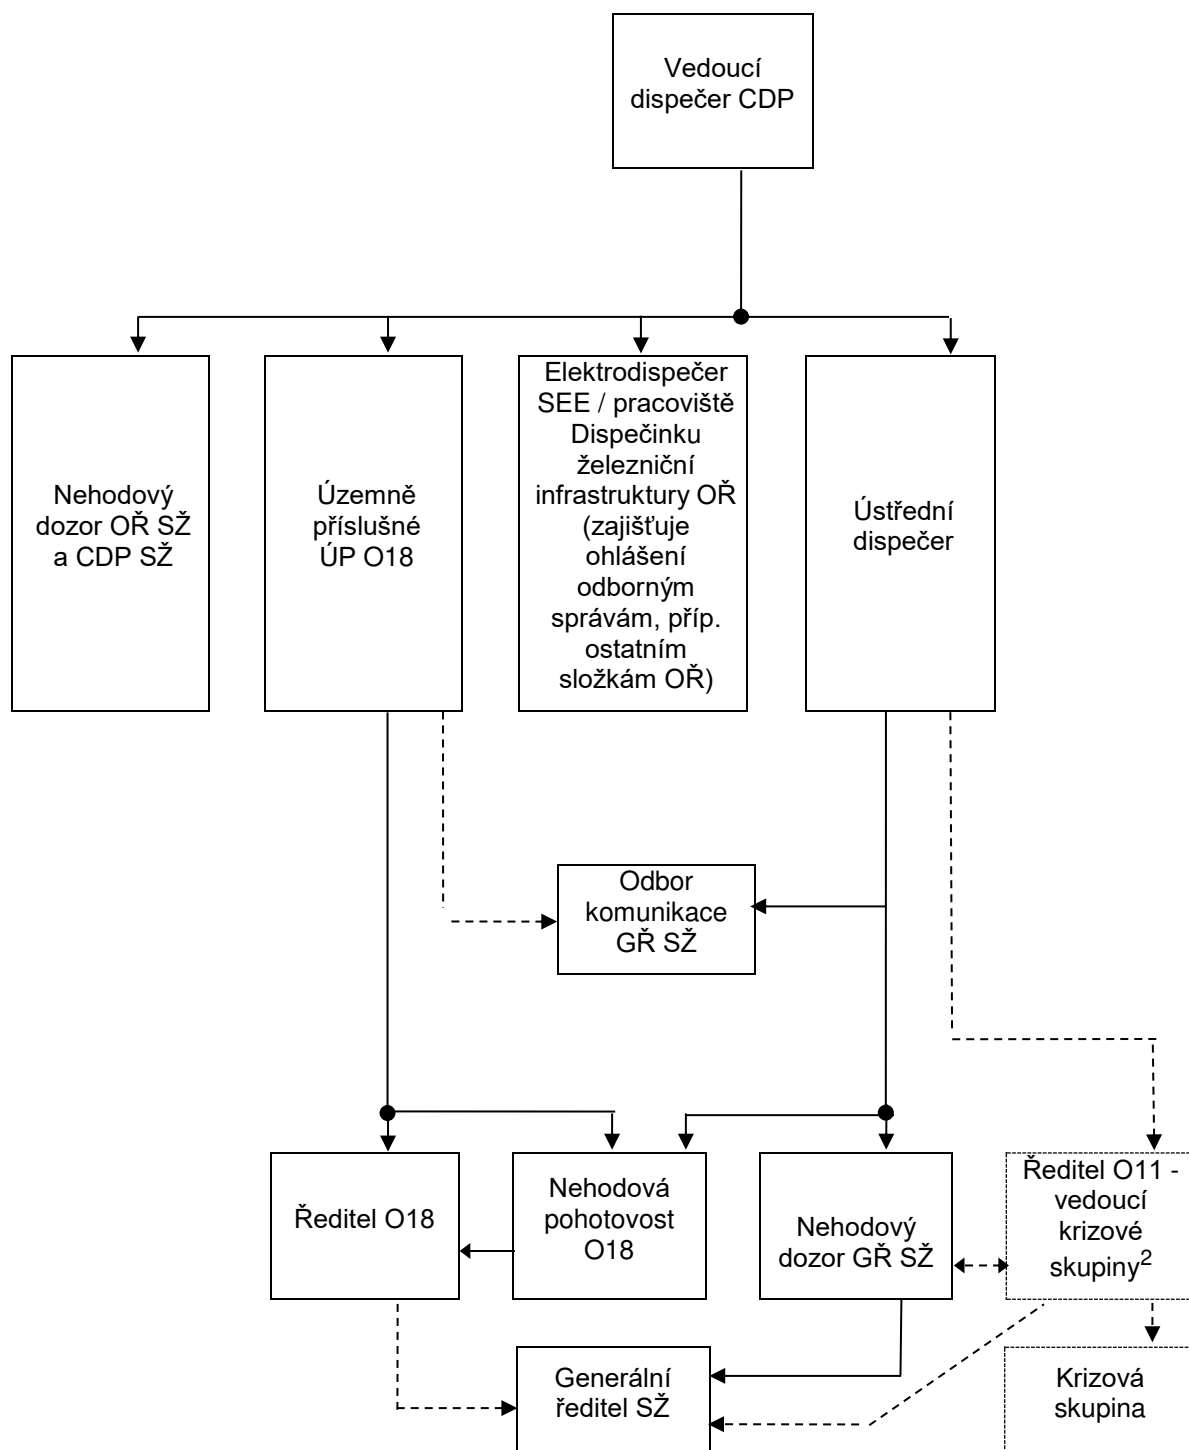 Vedoucí
dispečer CDP
Nehodový
dozor OŘ SŽ
a CDP SŽ
Územně
příslušné
ÚP O18
Elektrodispečer
SEE / pracoviště
Dispečinku
železniční
infrastruktury OŘ
(zajišťuje
ohlášení
odborným
správám, příp.
ostatním
složkám OŘ)
Ústřední
dispečer
Odbor
komunikace
GŘ SŽ
Ředitel O18
Nehodová
pohotovost
O18
Nehodový
dozor GŘ SŽ
Ředitel O11 -
vedoucí
krizové
skupiny²
Generální
ředitel SŽ
Krizová
skupina